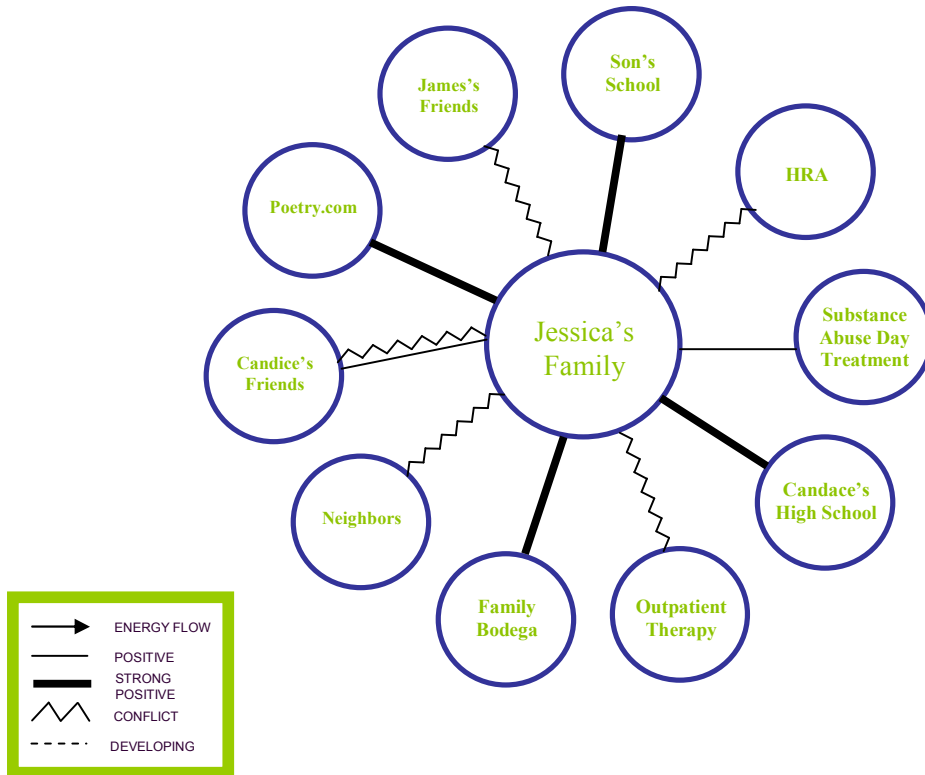 Son's
School
James's
Friends
HRA
Poetry.com
Substance
Abuse Day
Treatment
Jessica's
Family
Candice's
Friends
Candace's
High School
Neighbors
Family
Bodega
Outpatient
Therapy
ENERGY FLOW
POSITIVE
STRONG
POSITIVE
CONFLICT
DEVELOPING